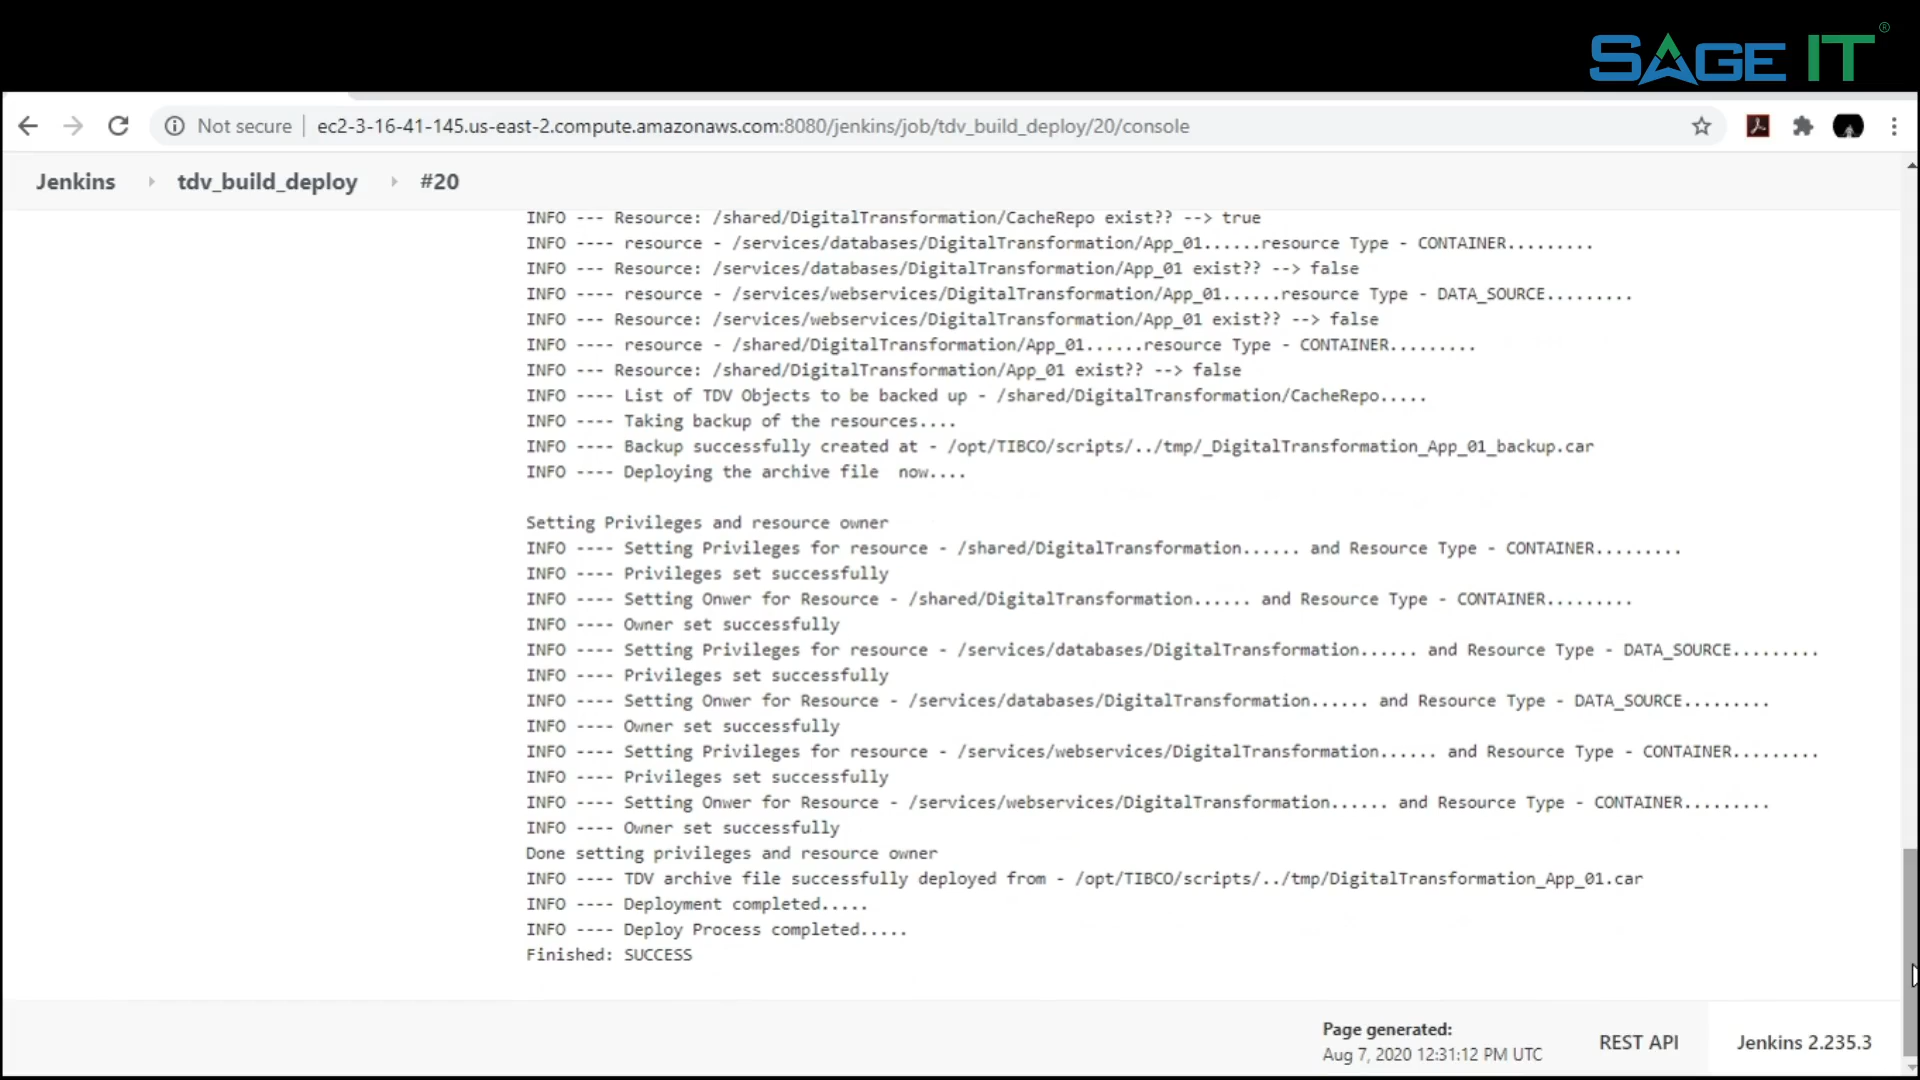 SAGE IT ®
Not secure | ec2-3-16-41-145.us-east-2.compute.amazonaws.com:8080/jenkins/job/tdv_build_deploy/20/console
Jenkins tdv_build_deploy #20
INFO --- Resource: /shared/DigitalTransformation/CacheRepo exist?? --> true
INFO ---- resource - /services/databases/DigitalTransformation/App_01......resource Type - CONTAINER.........
INFO --- Resource: /services/databases/DigitalTransformation/App_01 exist?? --> false
INFO ---- resource - /services/webservices/DigitalTransformation/App_01......resource Type - DATA_SOURCE.........
INFO --- Resource: /services/webservices/DigitalTransformation/App_01 exist?? --> false
INFO ---- resource - /shared/DigitalTransformation/App_01......resource Type - CONTAINER.........
INFO --- Resource: /shared/DigitalTransformation/App_01 exist?? --> false
INFO ---- List of TDV Objects to be backed up - /shared/DigitalTransformation/CacheRepo.....
INFO ---- Taking backup of the resources....
INFO ---- Backup successfully created at - /opt/TIBCO/scripts/../tmp/_DigitalTransformation_App_01_backup.car
INFO ---- Deploying the archive file  now....
Setting Privileges and resource owner
INFO ---- Setting Privileges for resource - /shared/DigitalTransformation...... and Resource Type - CONTAINER.........
INFO ---- Privileges set successfully
INFO ---- Setting Onwer for Resource - /shared/DigitalTransformation...... and Resource Type - CONTAINER.........
INFO ---- Owner set successfully
INFO ---- Setting Privileges for resource - /services/databases/DigitalTransformation...... and Resource Type - DATA_SOURCE.........
INFO ---- Privileges set successfully
INFO ---- Setting Onwer for Resource - /services/databases/DigitalTransformation...... and Resource Type - DATA_SOURCE.........
INFO ---- Owner set successfully
INFO ---- Setting Privileges for resource - /services/webservices/DigitalTransformation...... and Resource Type - CONTAINER.........
INFO ---- Privileges set successfully
INFO ---- Setting Onwer for Resource - /services/webservices/DigitalTransformation...... and Resource Type - CONTAINER.........
INFO ---- Owner set successfully
Done setting privileges and resource owner
INFO ---- TDV archive file successfully deployed from - /opt/TIBCO/scripts/../tmp/DigitalTransformation_App_01.car
INFO ---- Deployment completed.....
INFO ---- Deploy Process completed.....
Finished: SUCCESS
Page generated:
Aug 7, 2020 12:31:12 PM UTC
REST API
Jenkins 2.235.3